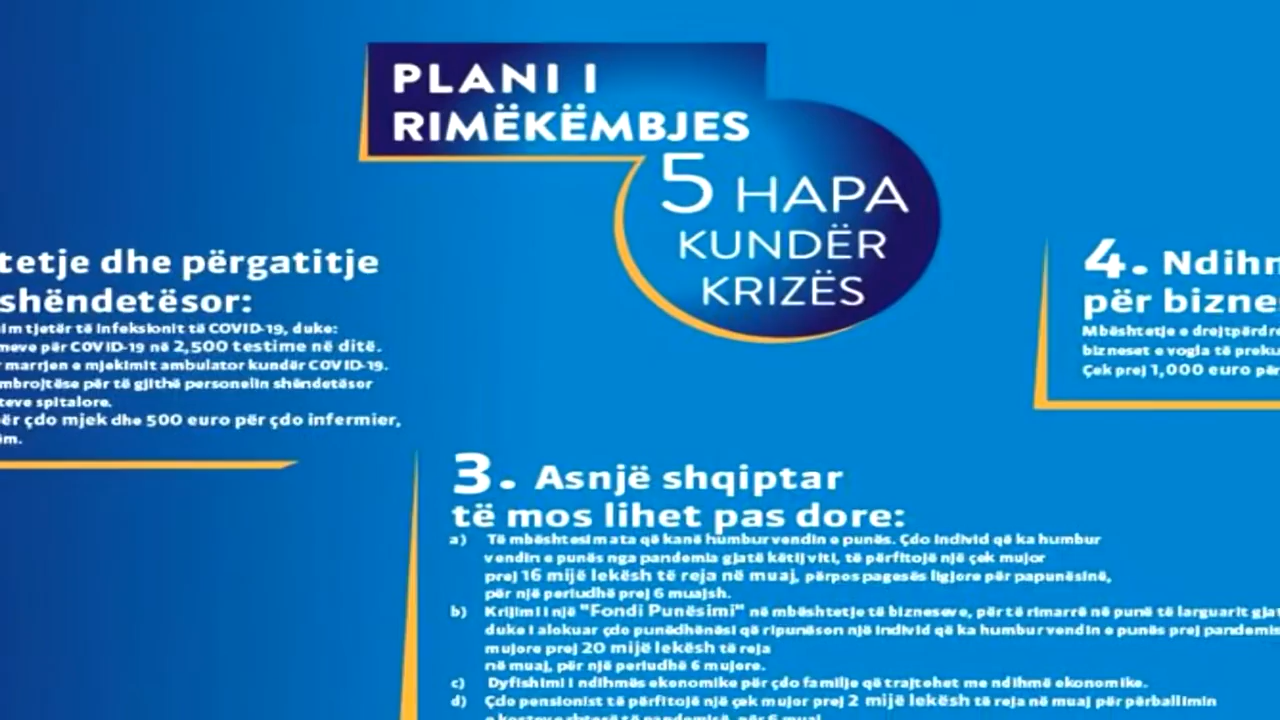 PLANI I
RIMËKËMBJES
5 HAPA
KUNDËR
KRIZËS
tetje dhe përgatitje
shëndetësor:
im tjetër të infeksionit të COVID-19, duke:
meve për COVID-19 në 2,500 testime në ditë.
marrjen e mjekimit ambulator kundër COVID-19.
mbrojtëse për të gjithë personelin shëndetësor
teve spitalore.
për çdo mjek dhe 500 euro për çdo infermier,
3. Asnjë shqiptar
të mos lihet pas dore:
a) Të mbështesim ata që kanë humbur vendin e punës. Çdo individ që ka humbur
vendin e punës nga pandemia gjatë këtij viti, të përfitojë një çek mujor
prej 16 mijë lekësh të reja në muaj, përpos pagesës ligjore për papunësinë,
për një periudhë prej 6 muajsh.
b) Krijimi i një "Fondi Punësimi" në mbështetje të bizneseve, për të rimarrë në punë të larguarit gjat
duke i alokuar çdo punëdhënësi që ripunëson një individ që ka humbur vendin e punës prej pandemis
mujore prej 20 mijë lekësh të reja
në muaj, për një periudhë 6 mujore.
c) Dyfishimi i ndihmës ekonomike për çdo familje që trajtohet me ndihmë ekonomike.
d) Çdo pensionist të përfitojë një çek mujor prej 2 mijë lekësh të reja në muaj për përballimin
e kosteve shtesë të pandemisë, për 6 muaj.
4. Ndihm
për bizne
Mbështetje e drejtpërdre
bizneset e vogla të preku
Çek prej 1,000 euro për